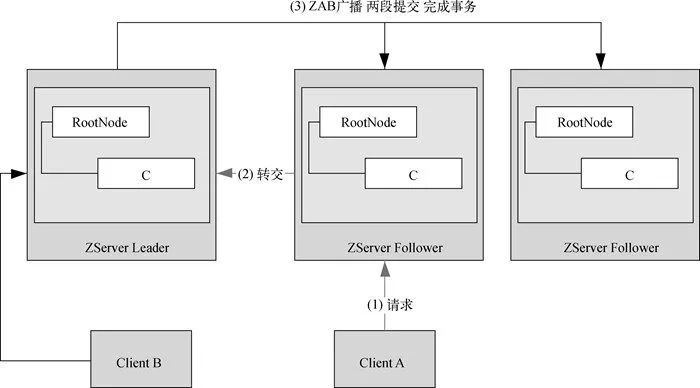 (3) ZAB广播 两段提交 完成事务
RootNode
C
ZServer Leader
(2) 转交
RootNode
C
ZServer Follower
RootNode
C
ZServer Follower
(1) 请求
Client B
Client A